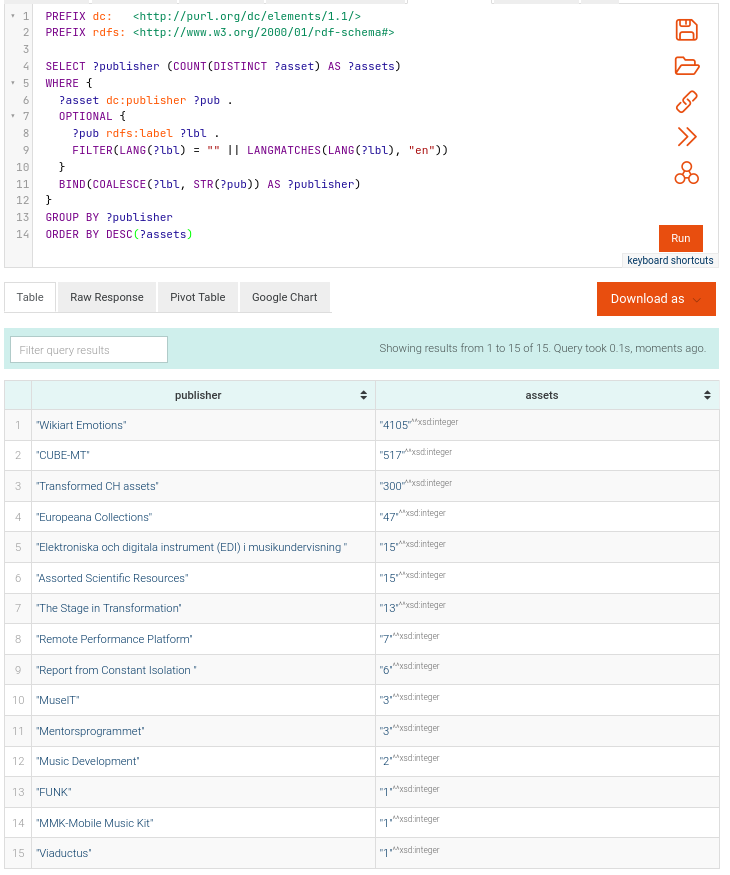 1 PREFIX dc:   <http://purl.org/dc/elements/1.1/>
2 PREFIX rdfs: <http://www.w3.org/2000/01/rdf-schema#>
3
4 SELECT ?publisher (COUNT(DISTINCT ?asset) AS ?assets)
5 WHERE {
6   ?asset dc:publisher ?pub .
7   OPTIONAL {
8     ?pub rdfs:label ?lbl .
9     FILTER(LANG(?lbl) = "" || LANGMATCHES(LANG(?lbl), "en"))
10   }
11   BIND(COALESCE(?lbl, STR(?pub)) AS ?publisher)
12 }
13 GROUP BY ?publisher
14 ORDER BY DESC(?assets)
Run
keyboard shortcuts
Table Raw Response Pivot Table Google Chart Download as
Filter query results Showing results from 1 to 15 of 15. Query took 0.1s, moments ago.
publisher assets
1 "Wikiart Emotions" "4105"^^xsd:integer
2 "CUBE-MT" "517"^^xsd:integer
3 "Transformed CH assets" "300"^^xsd:integer
4 "Europeana Collections" "47"^^xsd:integer
5 "Elektroniska och digitala instrument (EDI) i musikundervisning " "15"^^xsd:integer
6 "Assorted Scientific Resources" "15"^^xsd:integer
7 "The Stage in Transformation" "13"^^xsd:integer
8 "Remote Performance Platform" "7"^^xsd:integer
9 "Report from Constant Isolation " "6"^^xsd:integer
10 "MuseIT" "3"^^xsd:integer
11 "Mentorsprogrammet" "3"^^xsd:integer
12 "Music Development" "2"^^xsd:integer
13 "FUNK" "1"^^xsd:integer
14 "MMK-Mobile Music Kit" "1"^^xsd:integer
15 "Viaductus" "1"^^xsd:integer